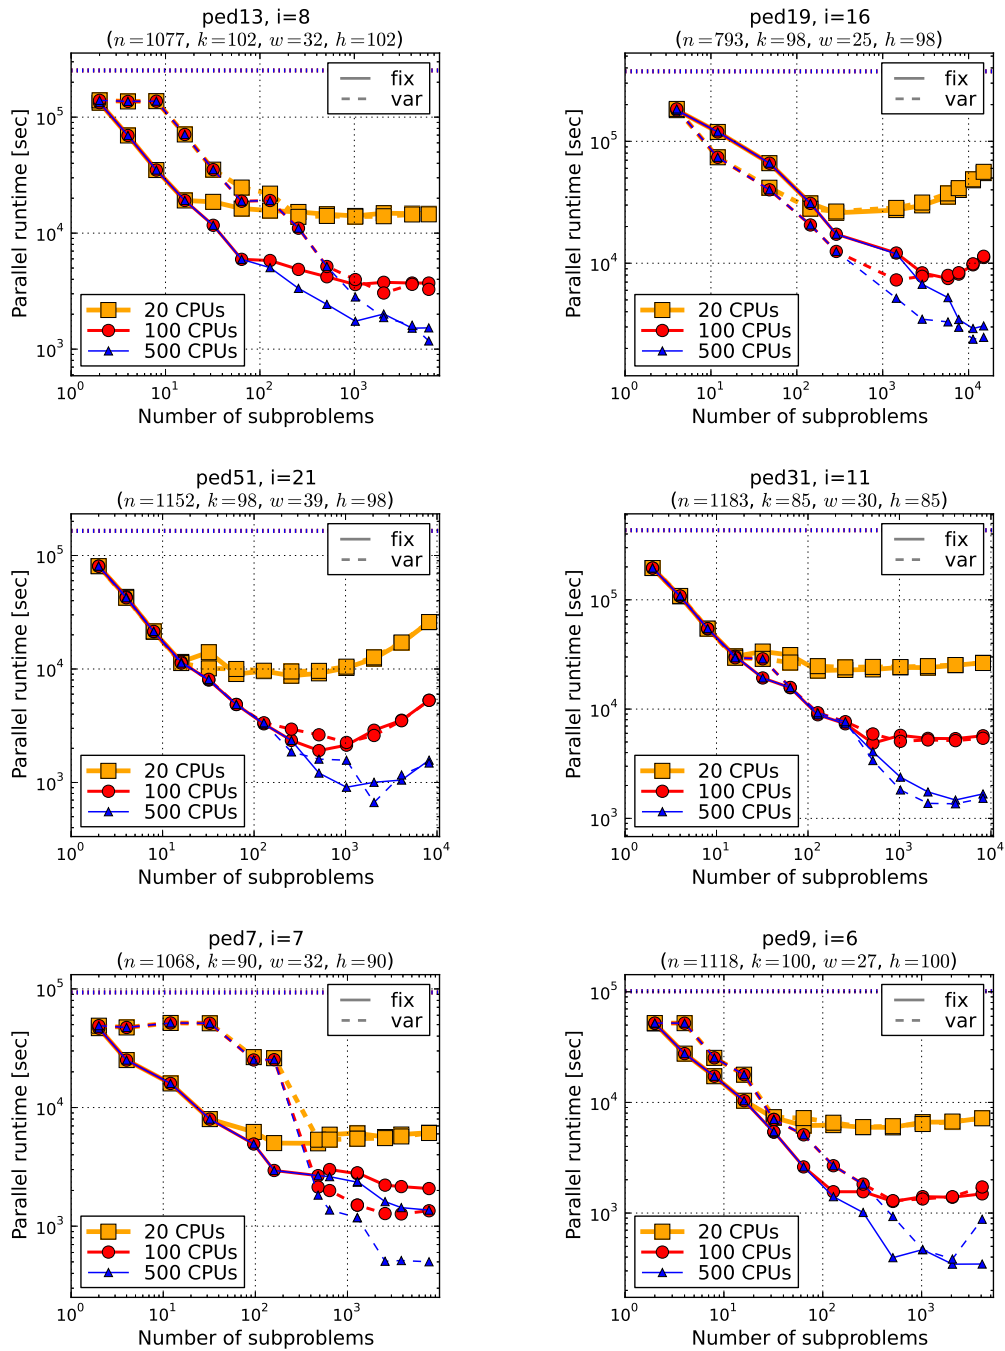 ped13, i=8
(n=1077, k=102, w=32, h=102)
fix
var
20 CPUs
100 CPUs
500 CPUs
Parallel runtime [sec]
10^5
10^4
10^3
10^0 10^1 10^2 10^3
Number of subproblems
ped19, i=16
(n=793, k=98, w=25, h=98)
fix
var
20 CPUs
100 CPUs
500 CPUs
Parallel runtime [sec]
10^5
10^4
10^0 10^1 10^2 10^3 10^4
Number of subproblems
ped51, i=21
(n=1152, k=98, w=39, h=98)
fix
var
20 CPUs
100 CPUs
500 CPUs
Parallel runtime [sec]
10^5
10^4
10^3
10^0 10^1 10^2 10^3 10^4
Number of subproblems
ped31, i=11
(n=1183, k=85, w=30, h=85)
fix
var
20 CPUs
100 CPUs
500 CPUs
Parallel runtime [sec]
10^5
10^4
10^3
10^0 10^1 10^2 10^3 10^4
Number of subproblems
ped7, i=7
(n=1068, k=90, w=32, h=90)
fix
var
20 CPUs
100 CPUs
500 CPUs
Parallel runtime [sec]
10^5
10^4
10^3
10^0 10^1 10^2 10^3
Number of subproblems
ped9, i=6
(n=1118, k=100, w=27, h=100)
fix
var
20 CPUs
100 CPUs
500 CPUs
Parallel runtime [sec]
10^5
10^4
10^3
10^0 10^1 10^2 10^3
Number of subproblems